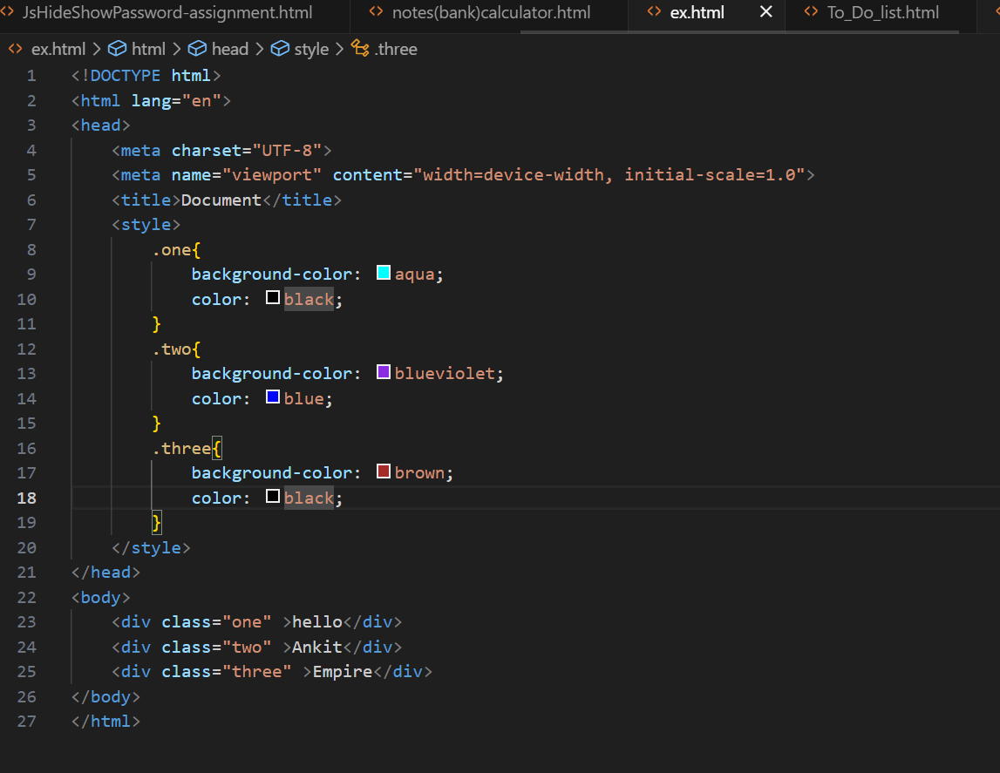 JsHideShowPassword-assignment.html notes(bank)calculator.html ex.html To_Do_list.html
ex.html > html > head > style > .three
1 <!DOCTYPE html>
2 <html lang="en">
3 <head>
4     <meta charset="UTF-8">
5     <meta name="viewport" content="width=device-width, initial-scale=1.0">
6     <title>Document</title>
7     <style>
8         .one{
9             background-color: aqua;
10             color: black;
11         }
12         .two{
13             background-color: blueviolet;
14             color: blue;
15         }
16         .three{
17             background-color: brown;
18             color: black;
19         }
20     </style>
21 </head>
22 <body>
23     <div class="one" >hello</div>
24     <div class="two" >Ankit</div>
25     <div class="three" >Empire</div>
26 </body>
27 </html>